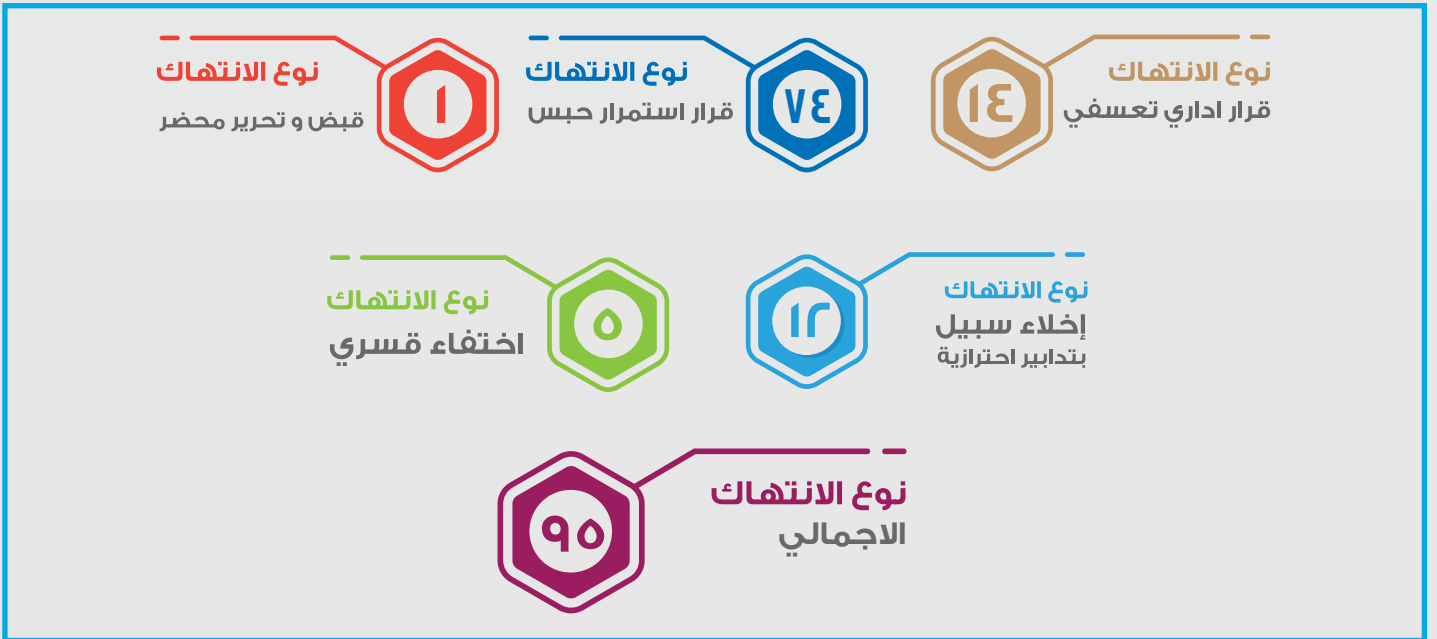 نوع الانتهاك
قرار اداري تعسفي
١٤
نوع الانتهاك
قرار استمرار حبس
٧٤
نوع الانتهاك
قبض و تحرير محضر
١
نوع الانتهاك
إخلاء سبيل
بتدابير احترازية
١٢
نوع الانتهاك
اختفاء قسري
٥
نوع الانتهاك
الاجمالي
٩٥